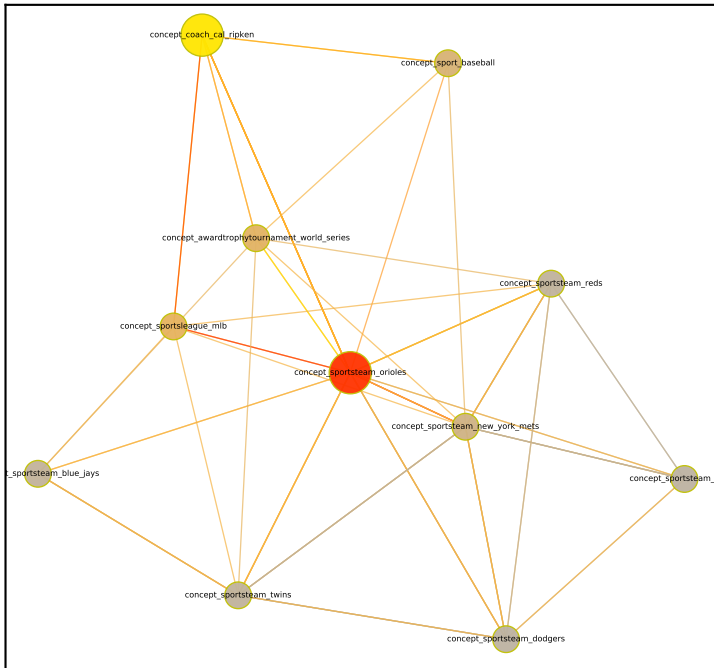 concept_coach_cal_ripken
concept_sport_baseball
concept_awardtrophytournament_world_series
concept_sportsteam_reds
concept_sportsleague_mlb
concept_sportsteam_orioles
concept_sportsteam_new_york_mets
t_sportsteam_blue_jays
concept_sportsteam_
concept_sportsteam_twins
concept_sportsteam_dodgers